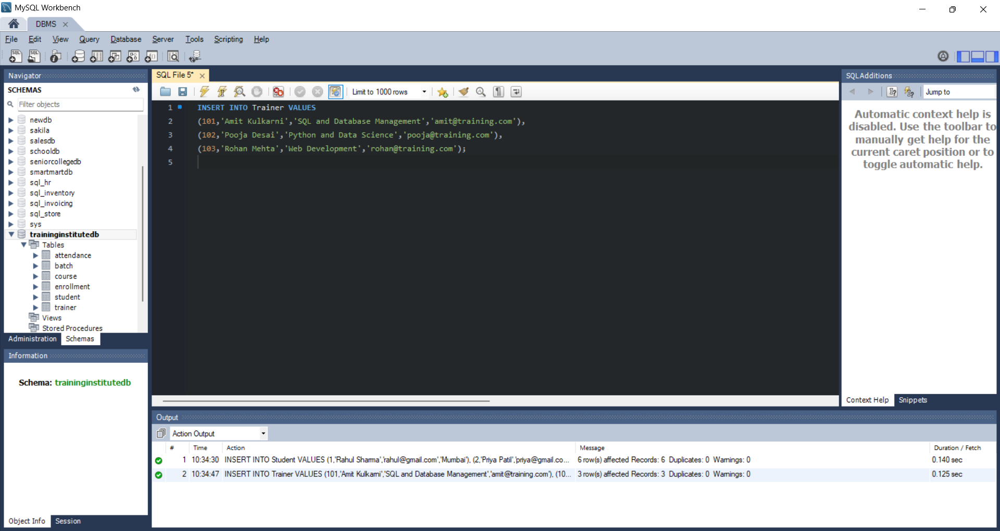 MySQL Workbench
DBMS
File Edit View Query Database Server Tools Scripting Help
Navigator
SCHEMAS
Filter objects
newdb
sakila
salesdb
schooldb
seniorcollegedb
smartmartdb
sql_hr
sql_inventory
sql_invoicing
sql_store
sys
traininginstitutedb
Tables
attendance
batch
course
enrollment
student
trainer
Views
Stored Procedures
Administration Schemas
Information
Schema: traininginstitutedb
Object Info Session
SQL File 5*
Limit to 1000 rows
1 INSERT INTO Trainer VALUES
2 (101,'Amit Kulkarni','SQL and Database Management','amit@training.com'),
3 (102,'Pooja Desai','Python and Data Science','pooja@training.com'),
4 (103,'Rohan Mehta','Web Development','rohan@training.com');
5
SQLAdditions
Jump to
Automatic context help is
disabled. Use the toolbar to
manually get help for the
current caret position or to
toggle automatic help.
Context Help Snippets
Output
Action Output
# Time Action Message Duration / Fetch
1 10:34:30 INSERT INTO Student VALUES (1,'Rahul Sharma','rahul@gmail.com','Mumbai'), (2,'Priya Patil','priya@gmail.co... 6 row(s) affected Records: 6 Duplicates: 0 Warnings: 0 0.140 sec
2 10:34:47 INSERT INTO Trainer VALUES (101,'Amit Kulkarni','SQL and Database Management','amit@training.com'), (10... 3 row(s) affected Records: 3 Duplicates: 0 Warnings: 0 0.125 sec